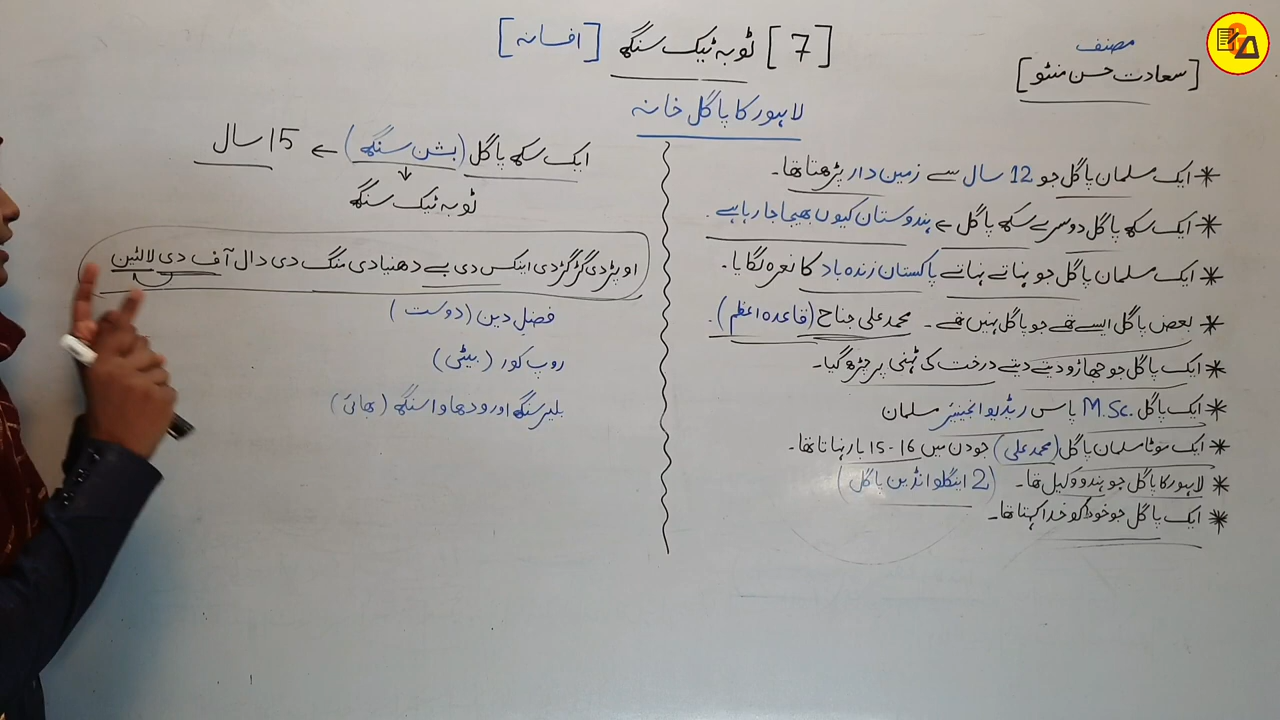 [7] ٹوبہ ٹیک سنگھ [افسانہ]
مصنف
[سعادت حسن منٹو]
لاہور کا پاگل خانہ
* ایک مسلمان پاگل جو 12 سال سے زمین دار پڑھتا تھا۔
* ایک سکھ پاگل دوسرے سکھ پاگل ← ہندوستان کیوں بھیجا جا رہا ہے۔
* ایک مسلمان پاگل جو نہاتے نہاتے پاکستان زندہ باد کا نعرہ لگایا۔
* بعض پاگل ایسے تھے جو پاگل نہیں تھے۔ محمد علی جناح (قاعدہ اعظم)۔
* ایک پاگل جو جھاڑو دیتے دیتے درخت کی ٹہنی پر چڑھ گیا۔
* ایک پاگل M.Sc. پاس ریڈیو انجینئر مسلمان
* ایک موٹا مسلمان پاگل (محمد علی) جو دن میں 16-15 بار نہاتا تھا۔
* لاہور کا پاگل جو ہندو وکیل تھا۔ (2 اینگلو انڈین پاگل)
* ایک پاگل جو خود کو خدا کہتا تھا۔
ایک سکھ پاگل (بشن سنگھ) ← 15 سال
↓
ٹوبہ ٹیک سنگھ
او پڑدی گڑگڑدی اینکس دی بے دھنیا دی منگ دی دال آف دی لالٹین
فضل دین (دوست)
روپ کور (بیٹی)
بلبیر سنگھ اور ودھاوا سنگھ (بھائی)